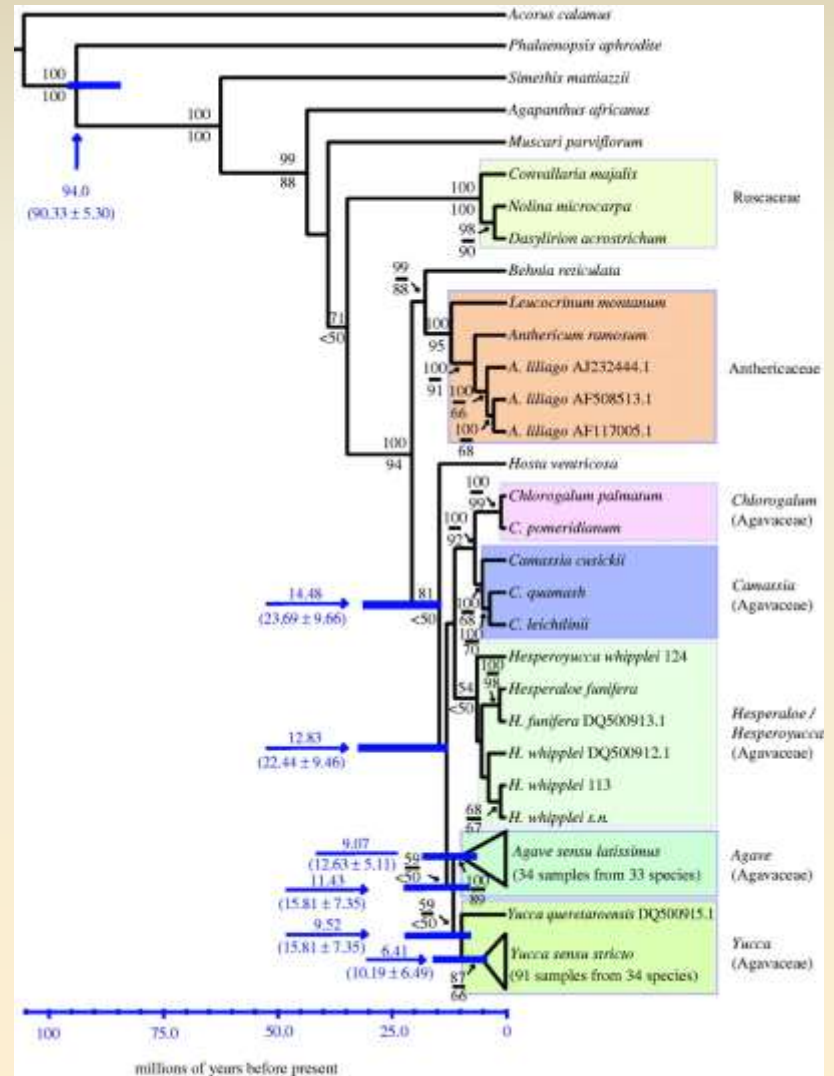 Acorus calamus
Phalaenopsis aphrodite
100
100
Simethis mattiazzii
100
100
Agapanthus africanus
99
88
Muscari parviflorum
94.0
(90.33 ± 5.30)
Convallaria majalis
100
100
Nolina microcarpa
98
90
Dasylirion acrostrichum
Ruscaceae
Behnia reticulata
99
88
Leucocrinum montanum
71
<50
100
95
Anthericum ramosum
100
91
A. liliago AJ232444.1
Anthericaceae
100
66
A. liliago AF508513.1
100
68
A. liliago AF117005.1
100
94
Hosta ventricosa
100
99
Chlorogalum palmatum
C. pomeridianum
Chlorogalum
(Agavaceae)
100
92
Camassia cusickii
C. quamash
C. leichtlinii
Camassia
(Agavaceae)
100
68
100
70
14.48
(23.69 ± 9.66)
81
<50
Hesperoyucca whipplei 124
100
98
54
<50
Hesperaloe funifera
H. funifera DQ500913.1
H. whipplei DQ500912.1
H. whipplei 113
H. whipplei s.n.
68
67
Hesperaloe /
Hesperoyucca
(Agavaceae)
12.83
(22.44 ± 9.46)
9.07
(12.63 ± 5.11)
59
<50
Agave sensu latissimus
(34 samples from 33 species)
100
89
Agave
(Agavaceae)
11.43
(15.81 ± 7.35)
59
<50
Yucca queretaroensis DQ500915.1
9.52
(15.81 ± 7.35)
6.41
(10.19 ± 6.49)
Yucca sensu stricto
(91 samples from 34 species)
87
66
Yucca
(Agavaceae)
100
75.0
50.0
25.0
0
millions of years before present